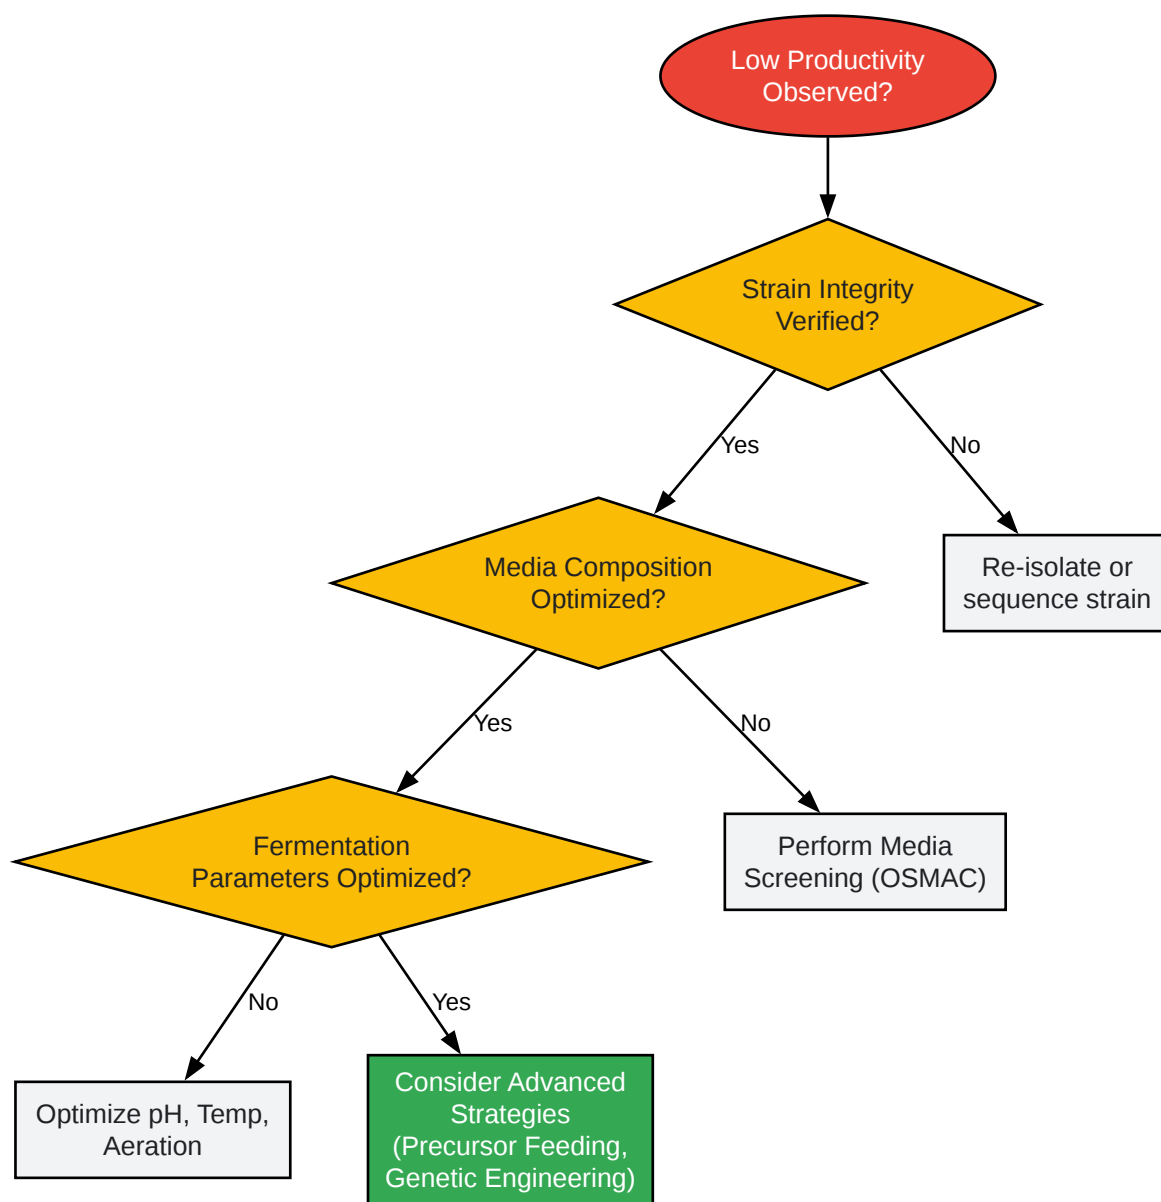 Low Productivity
Observed?
Strain Integrity
Verified?
Yes
No
Media Composition
Optimized?
Re-isolate or
sequence strain
Yes
No
Fermentation
Parameters Optimized?
Perform Media
Screening (OSMAC)
No
Yes
Optimize pH, Temp,
Aeration
Consider Advanced
Strategies
(Precursor Feeding,
Genetic Engineering)